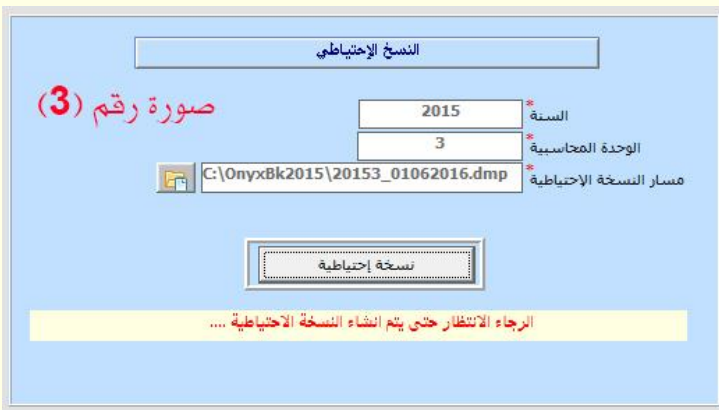 النسخ الإحتياطي
صورة رقم (3)
السنة* 2015
الوحدة المحاسبية* 3
مسار النسخة الإحتياطية* C:\OnyxBk2015\20153_01062016.dmp
نسخة إحتياطية
الرجاء الانتظار حتى يتم انشاء النسخة الاحتياطية ....